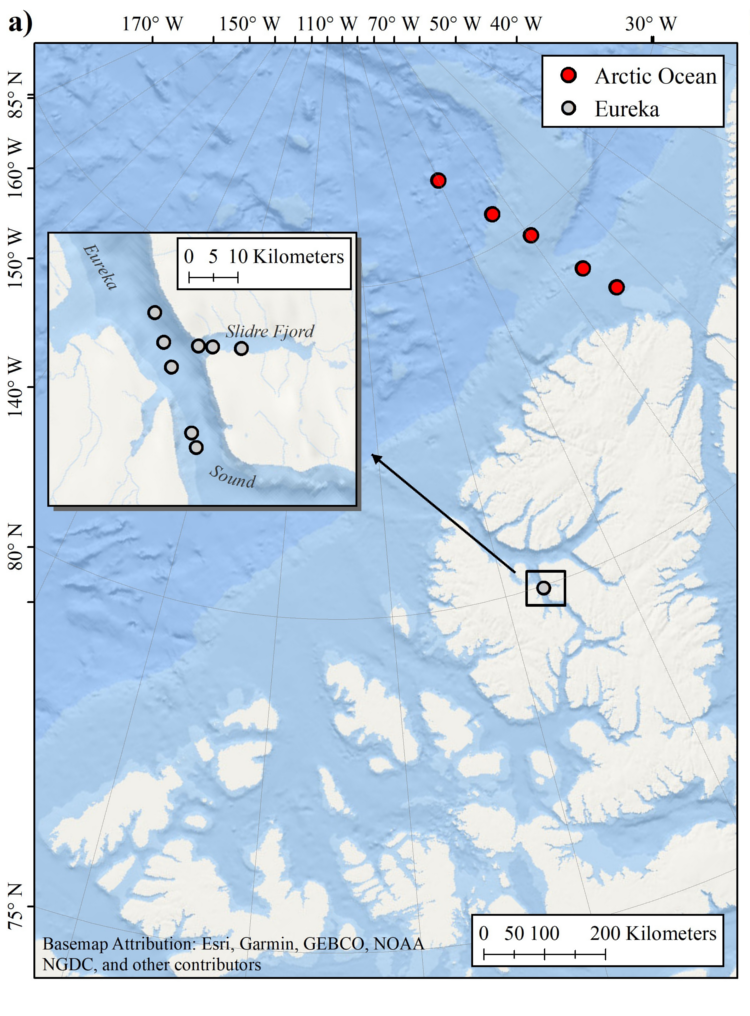 a)
170° W 150° W 130° W 110° W 70° W 50° W 40° W 30° W
85° N
160° W
150° W
140° W
80° N
75° N
Arctic Ocean
Eureka
0 5 10 Kilometers
Eureka
Slidre Fjord
Sound
0 50 100 200 Kilometers
Basemap Attribution: Esri, Garmin, GEBCO, NOAA
NGDC, and other contributors